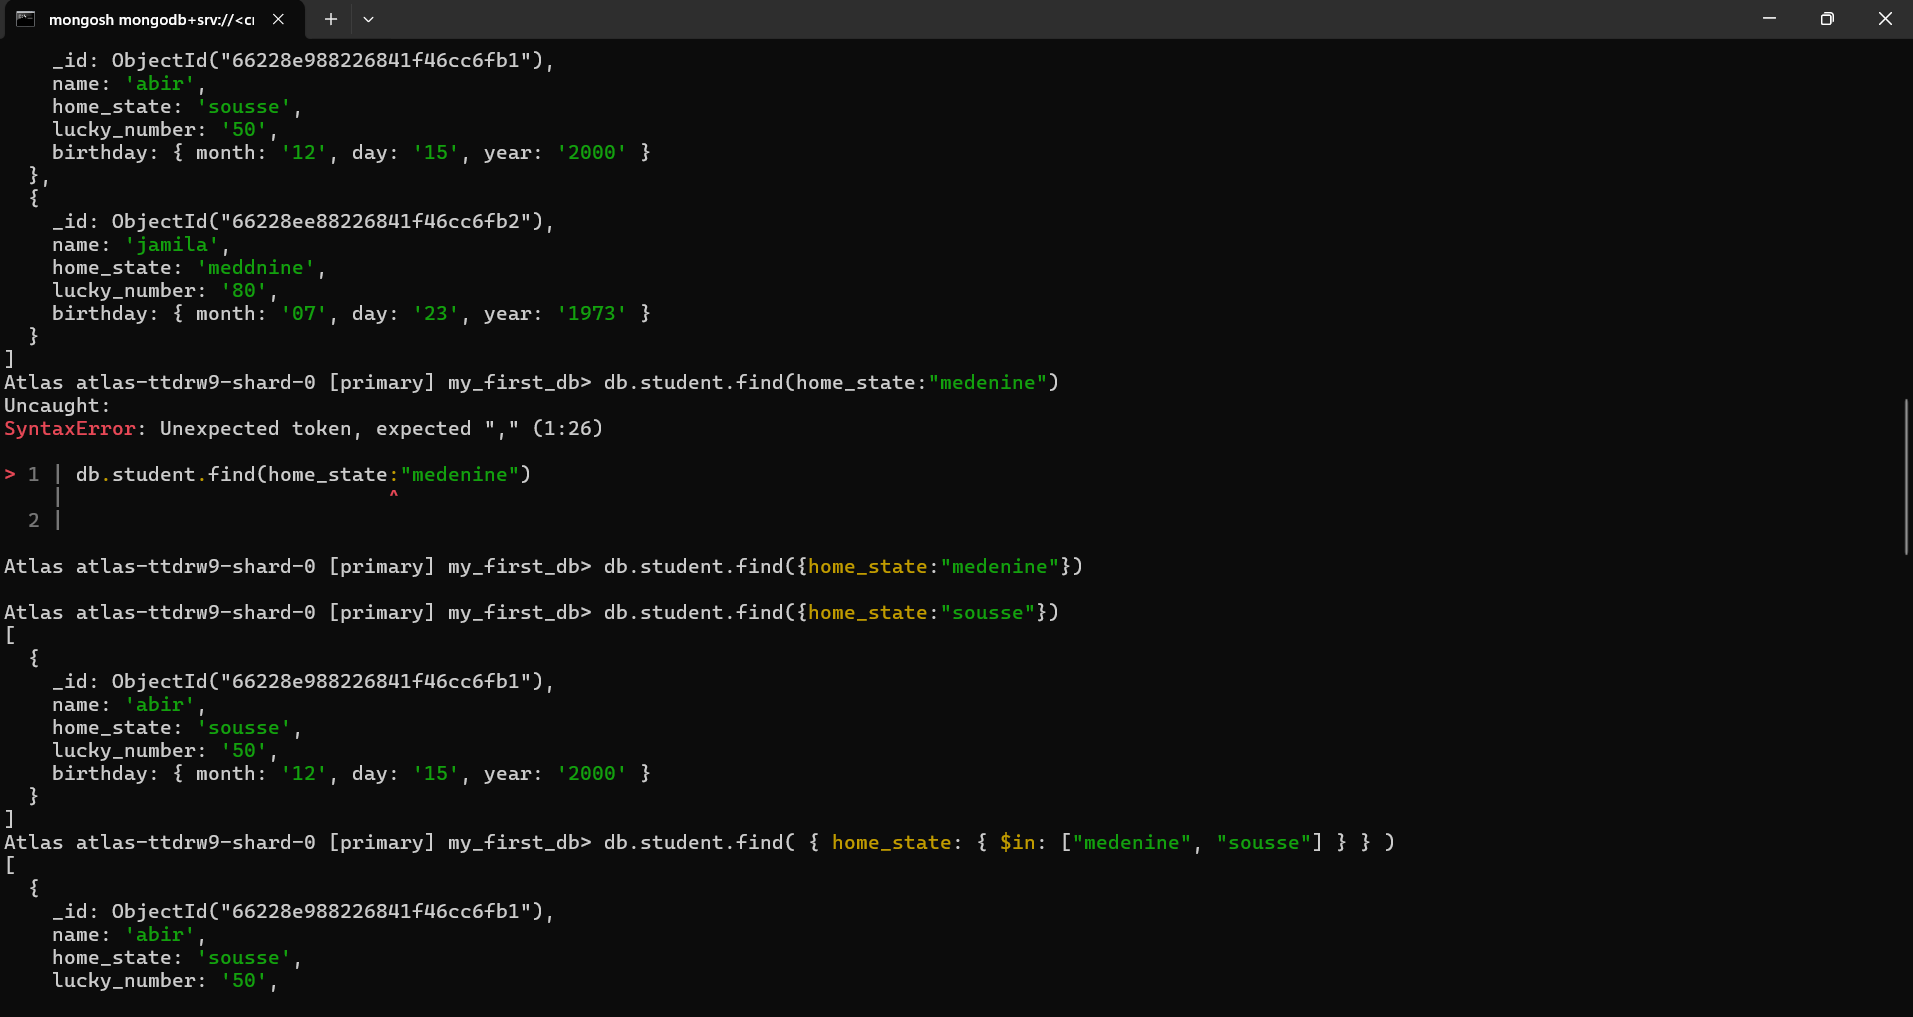 mongosh mongodb+srv://<cr
_id: ObjectId("66228e988226841f46cc6fb1"),
name: 'abir',
home_state: 'sousse',
lucky_number: '50',
birthday: { month: '12', day: '15', year: '2000' }
},
{
_id: ObjectId("66228ee88226841f46cc6fb2"),
name: 'jamila',
home_state: 'meddnine',
lucky_number: '80',
birthday: { month: '07', day: '23', year: '1973' }
}
]
Atlas atlas-ttdrw9-shard-0 [primary] my_first_db> db.student.find(home_state:"medenine")
Uncaught:
SyntaxError: Unexpected token, expected "," (1:26)
> 1 | db.student.find(home_state:"medenine")
| ^
2 |
Atlas atlas-ttdrw9-shard-0 [primary] my_first_db> db.student.find({home_state:"medenine"})
Atlas atlas-ttdrw9-shard-0 [primary] my_first_db> db.student.find({home_state:"sousse"})
[
{
_id: ObjectId("66228e988226841f46cc6fb1"),
name: 'abir',
home_state: 'sousse',
lucky_number: '50',
birthday: { month: '12', day: '15', year: '2000' }
}
]
Atlas atlas-ttdrw9-shard-0 [primary] my_first_db> db.student.find( { home_state: { $in: ["medenine", "sousse"] } } )
[
{
_id: ObjectId("66228e988226841f46cc6fb1"),
name: 'abir',
home_state: 'sousse',
lucky_number: '50',